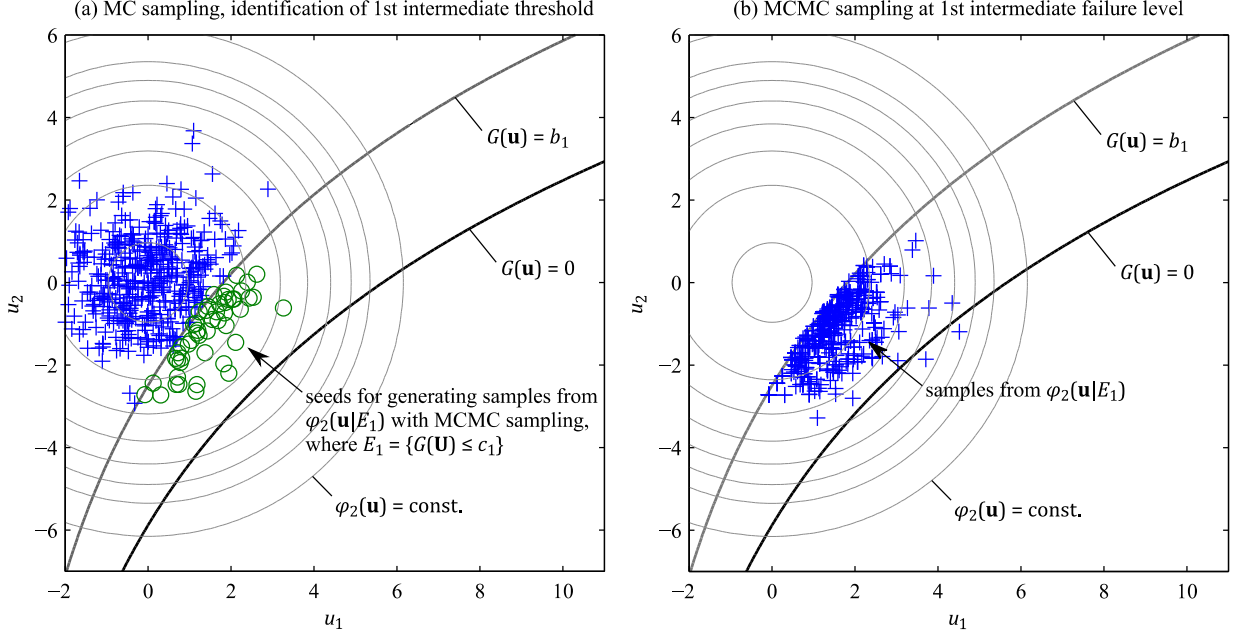 (a) MC sampling, identification of 1st intermediate threshold
6
4
2
0
−2
−4
−6
u₂
−2 0 2 4 6 8 10
u₁
G(𝐮) = b₁
G(𝐮) = 0
seeds for generating samples from
φ₂(𝐮|E₁) with MCMC sampling,
where E₁ = {G(𝐔) ≤ c₁}
φ₂(𝐮) = const.
(b) MCMC sampling at 1st intermediate failure level
6
4
2
0
−2
−4
−6
u₂
−2 0 2 4 6 8 10
u₁
G(𝐮) = b₁
G(𝐮) = 0
samples from φ₂(𝐮|E₁)
φ₂(𝐮) = const.